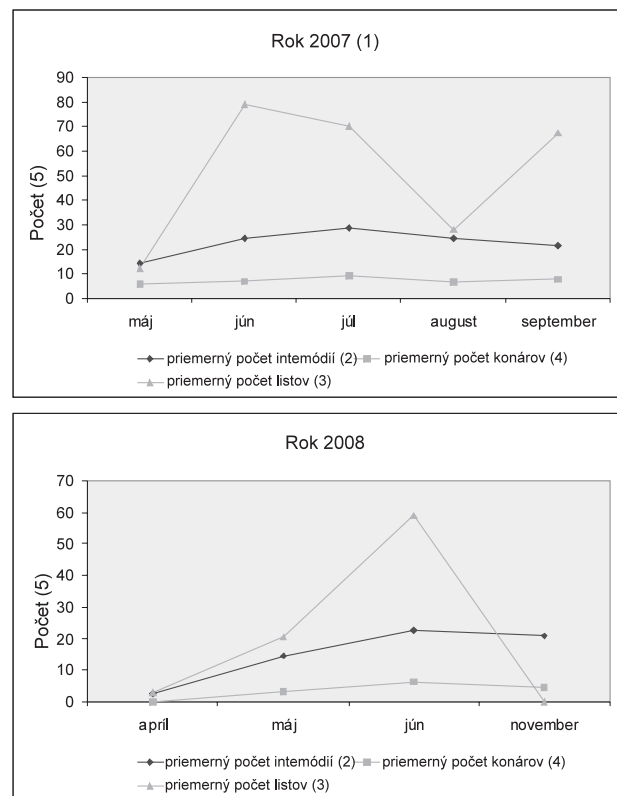 Rok 2007 (1)
90
80
70
60
50
40
30
20
10
0
Počet (5)
máj jún júl august september
priemerný počet intemódií (2) priemerný počet konárov (4)
priemerný počet listov (3)
Rok 2008
70
60
50
40
30
20
10
0
Počet (5)
apríl máj jún november
priemerný počet intemódií (2) priemerný počet konárov (4)
priemerný počet listov (3)